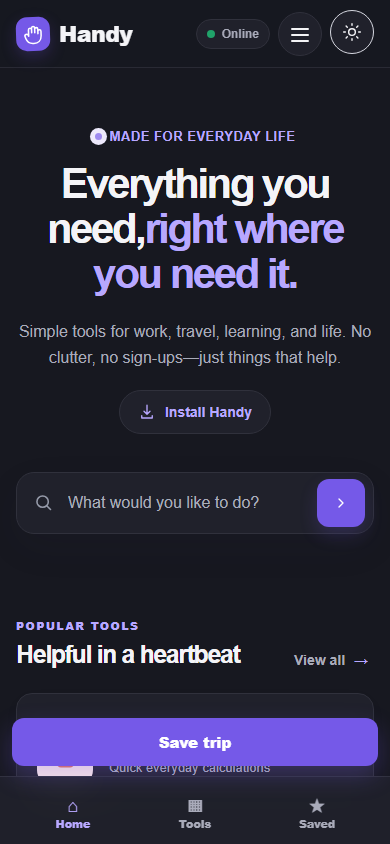 Handy
Online
MADE FOR EVERYDAY LIFE
Everything you
need,right where
you need it.
Simple tools for work, travel, learning, and life. No
clutter, no sign-ups—just things that help.
Install Handy
What would you like to do?
POPULAR TOOLS
Helpful in a heartbeat
View all →
Save trip
Quick everyday calculations
Home
Tools
Saved